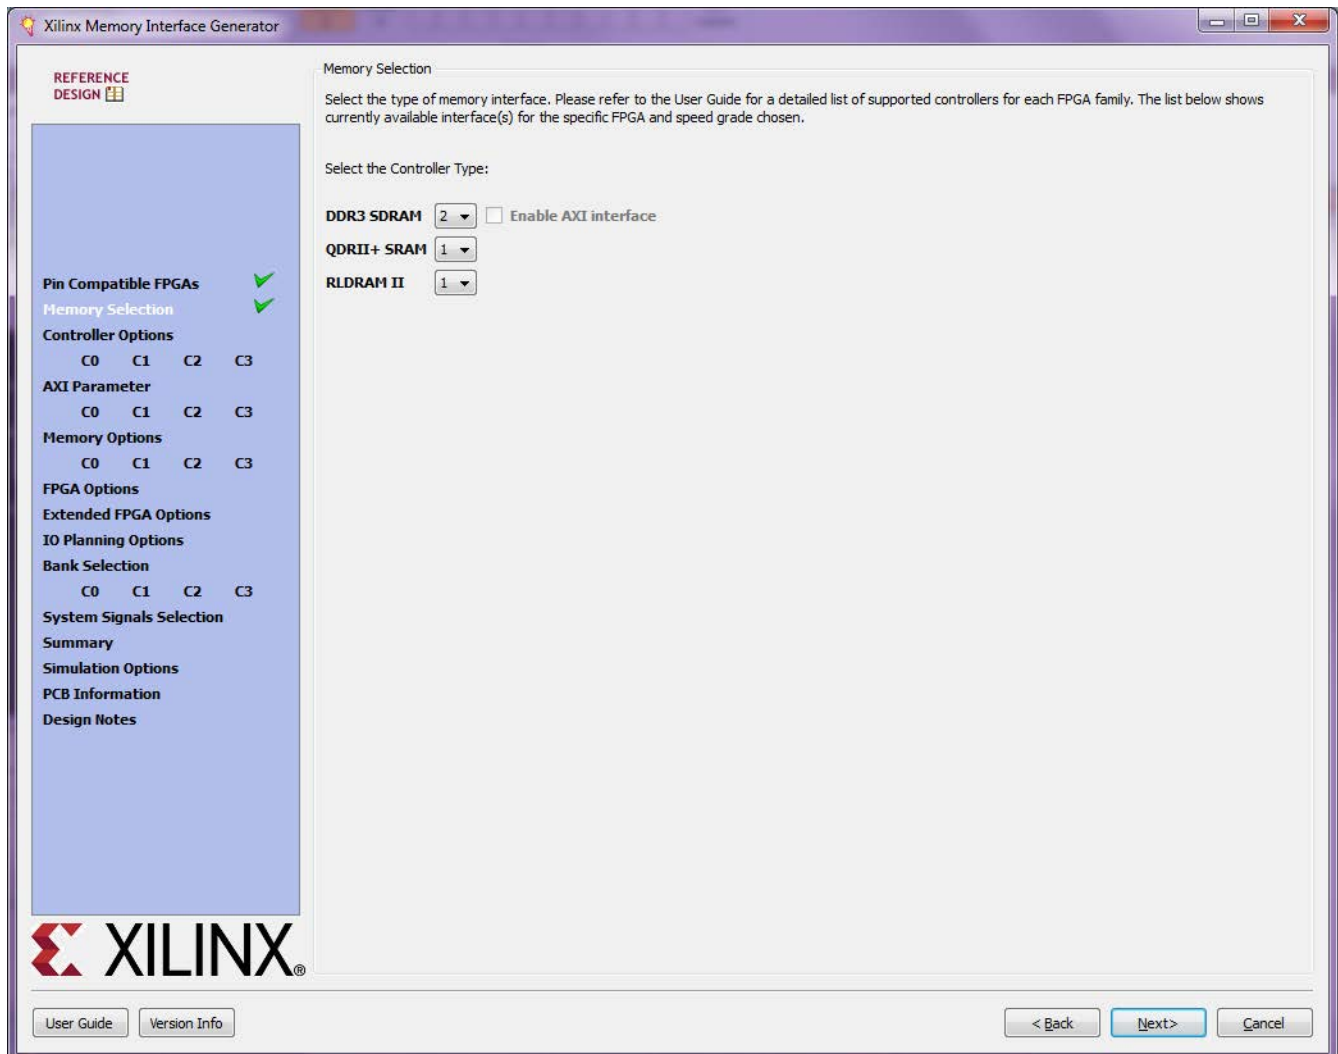 Xilinx Memory Interface Generator
REFERENCE
DESIGN
Pin Compatible FPGAs
Memory Selection
Controller Options
C0 C1 C2 C3
AXI Parameter
C0 C1 C2 C3
Memory Options
C0 C1 C2 C3
FPGA Options
Extended FPGA Options
IO Planning Options
Bank Selection
C0 C1 C2 C3
System Signals Selection
Summary
Simulation Options
PCB Information
Design Notes
XILINX®
Memory Selection
Select the type of memory interface. Please refer to the User Guide for a detailed list of supported controllers for each FPGA family. The list below shows
currently available interface(s) for the specific FPGA and speed grade chosen.
Select the Controller Type:
DDR3 SDRAM 2 Enable AXI interface
QDRII+ SRAM 1
RLDRAM II 1
User Guide Version Info < Back Next> Cancel